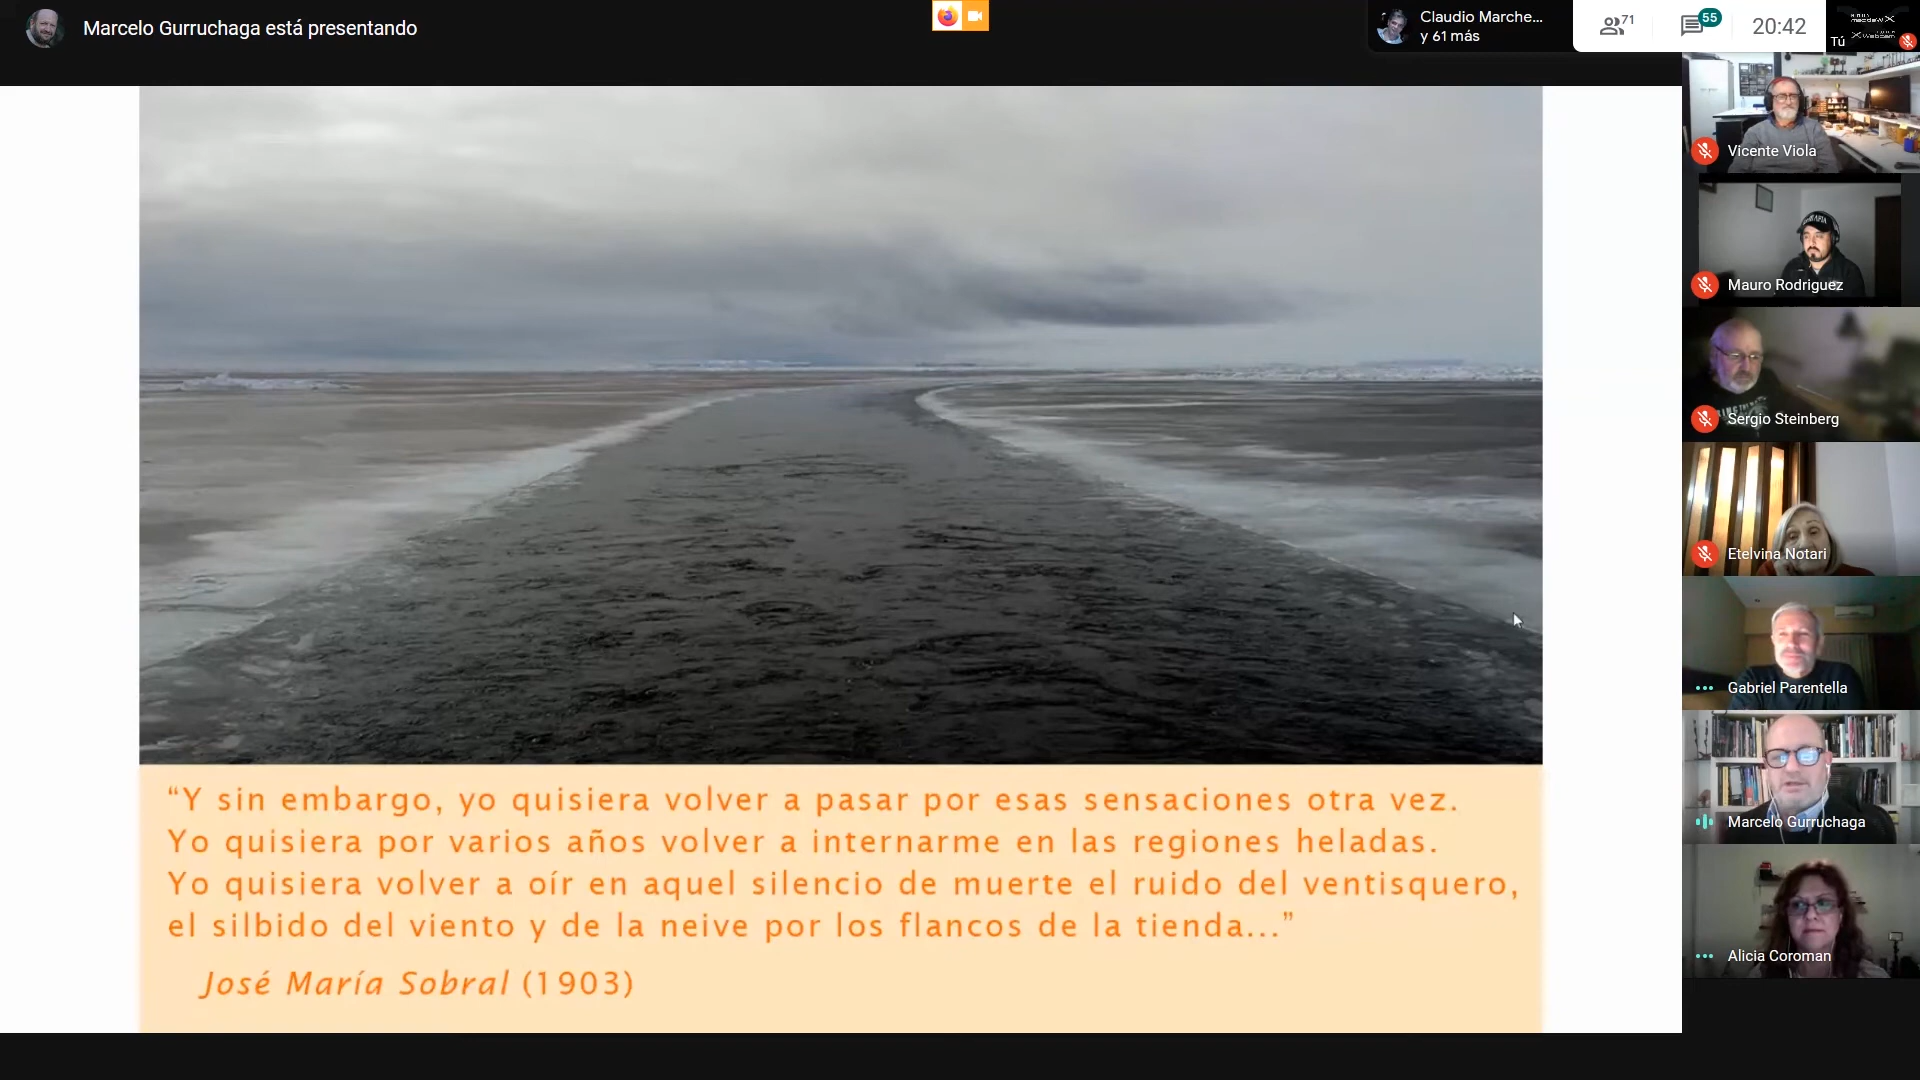 Marcelo Gurruchaga está presentando
Claudio Marche...
y 61 más
71
55
20:42
Tú
Vicente Viola
Mauro Rodriguez
Sergio Steinberg
Etelvina Notari
Gabriel Parentella
Marcelo Gurruchaga
Alicia Coroman
“Y sin embargo, yo quisiera volver a pasar por esas sensaciones otra vez.
Yo quisiera por varios años volver a internarme en las regiones heladas.
Yo quisiera volver a oír en aquel silencio de muerte el ruido del ventisquero,
el silbido del viento y de la neive por los flancos de la tienda...”
José María Sobral (1903)